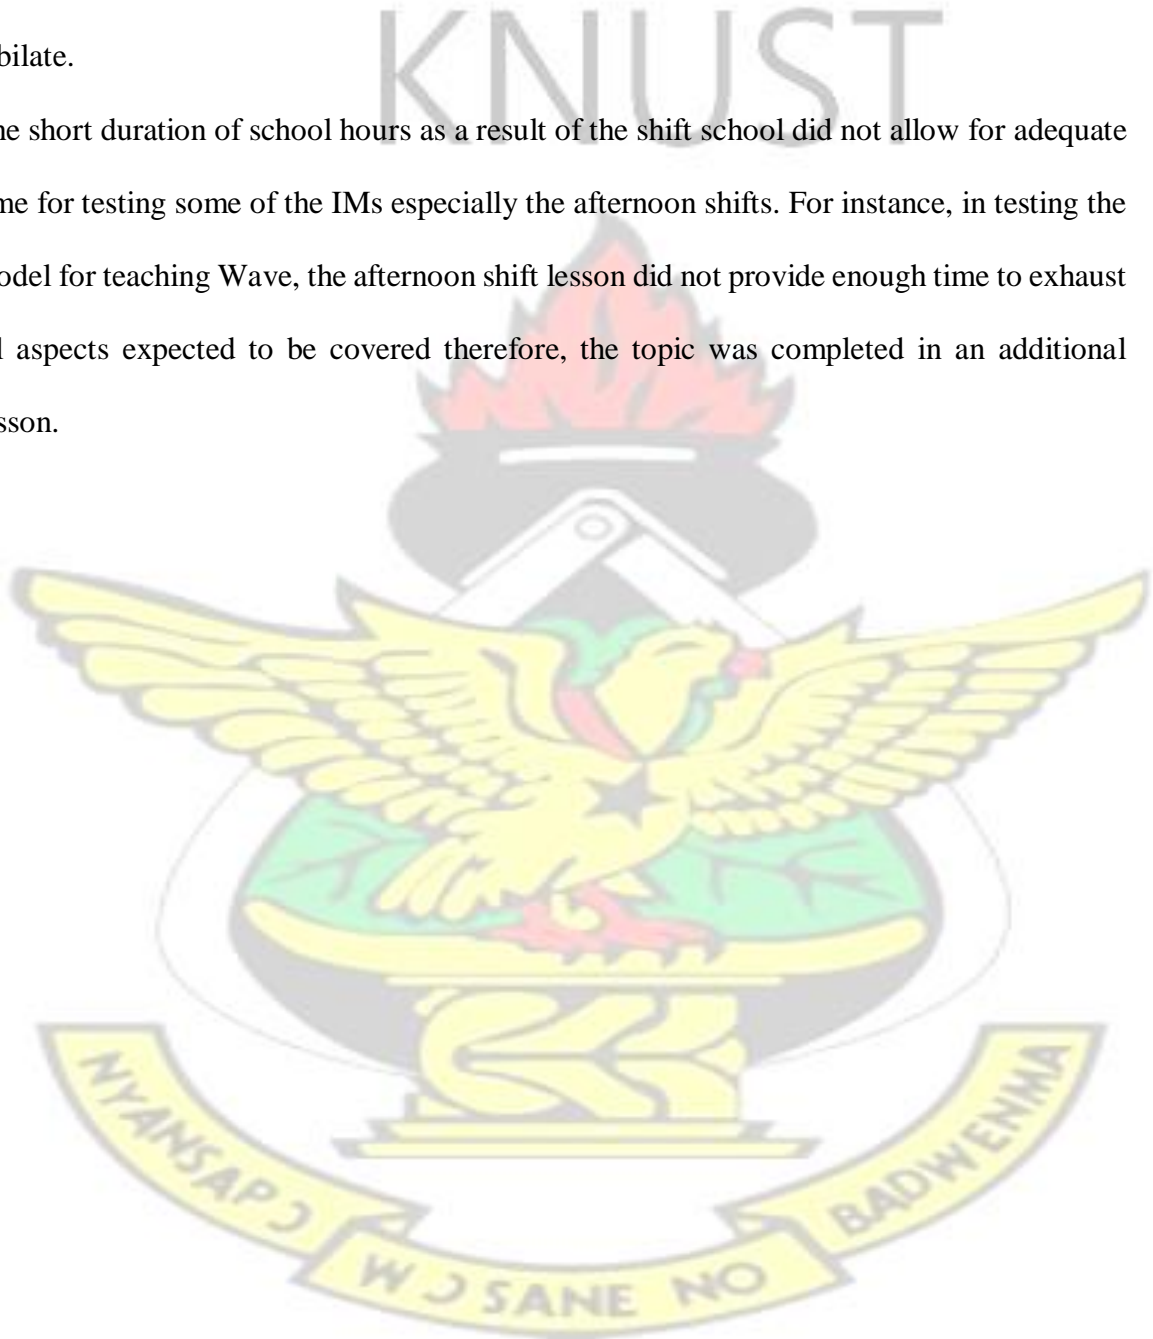 KNUST
bilate.
ne short duration of school hours as a result of the shift school did not allow for adequate
me for testing some of the IMs especially the afternoon shifts. For instance, in testing the
odel for teaching Wave, the afternoon shift lesson did not provide enough time to exhaust
l aspects expected to be covered therefore, the topic was completed in an additional
sson.
NYANSAPƆ
WƆSANE NO
BADWENMA